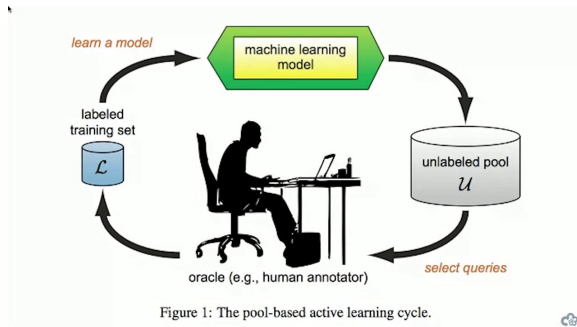 learn a model
machine learning
model
labeled
training set
ℒ
unlabeled pool
𝒰
oracle (e.g., human annotator)
select queries
Figure 1: The pool-based active learning cycle.